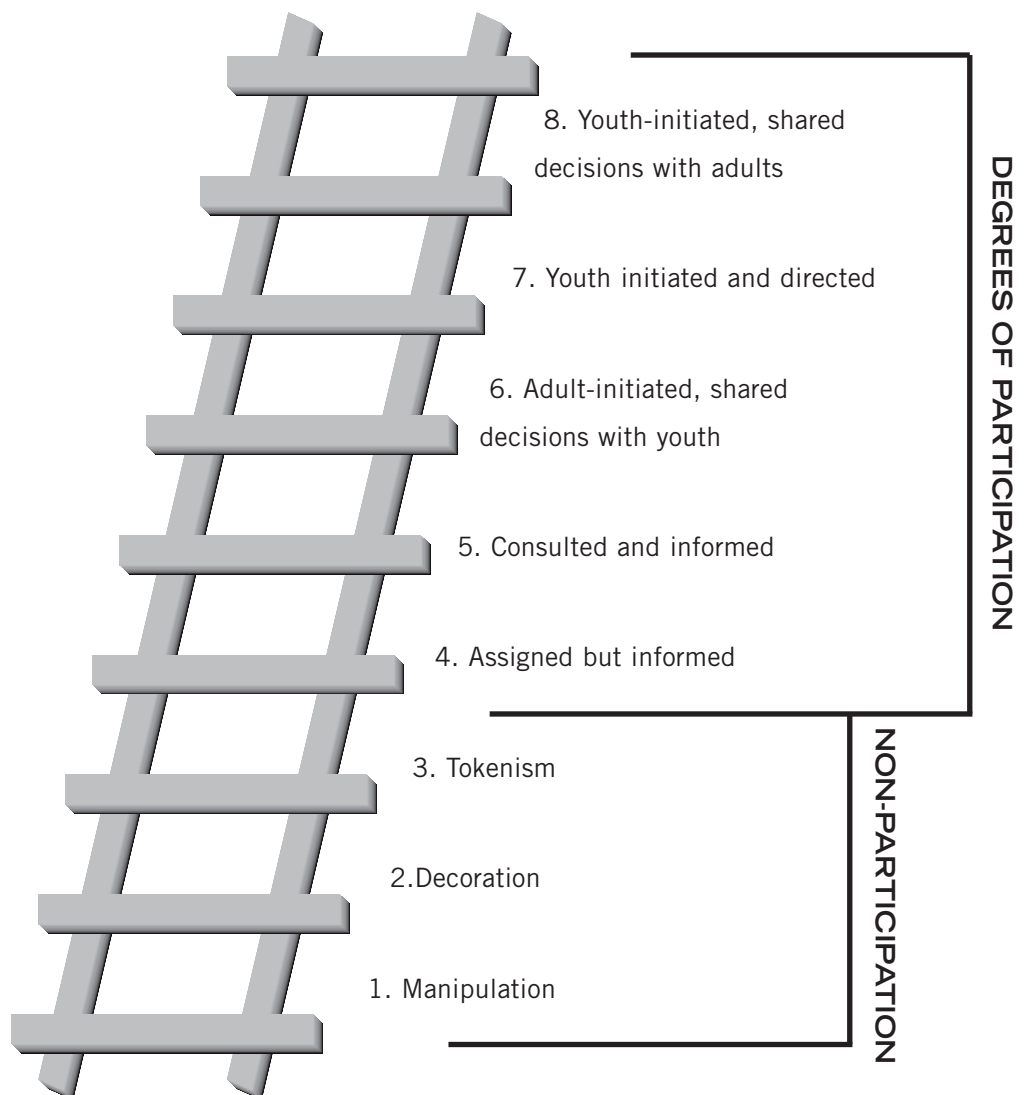 8. Youth-initiated, shared
decisions with adults
7. Youth initiated and directed
6. Adult-initiated, shared
decisions with youth
5. Consulted and informed
4. Assigned but informed
3. Tokenism
2.Decoration
1. Manipulation
DEGREES OF PARTICIPATION
NON-PARTICIPATION